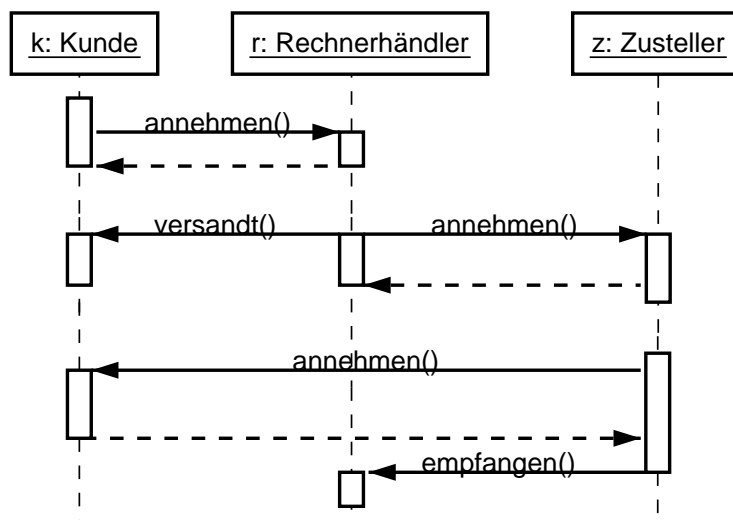 k: Kunde
r: Rechnerhändler
z: Zusteller
annehmen()
versandt()
annehmen()
annehmen()
empfangen()